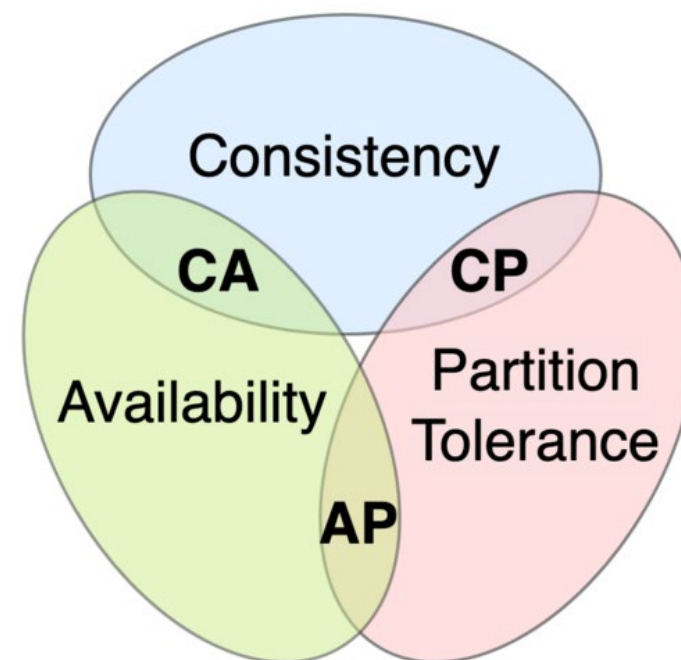 Consistency
CA
CP
Availability
Partition
Tolerance
AP